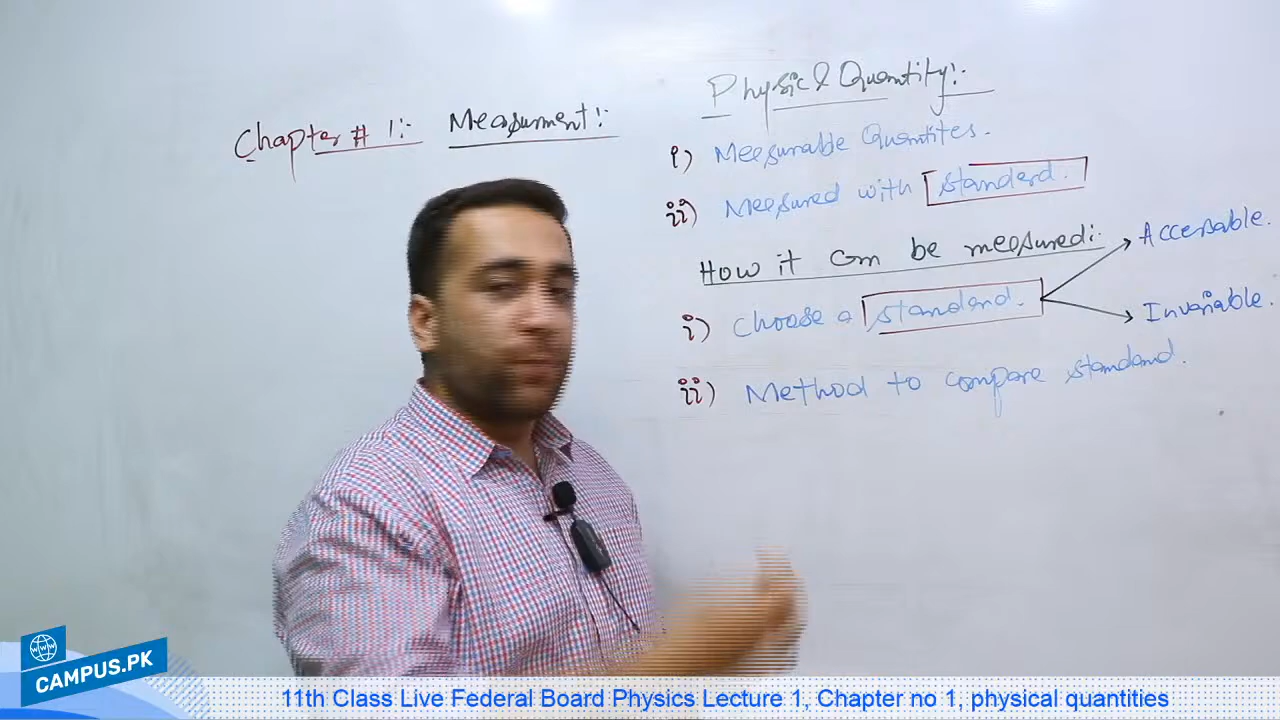 Chapter # 1:- Measurment:-
Physical Quantity:-
i) Measurable Quantites.
ii) Measured with standard.
How it can be measured:-
i) Choose a standard.
Accesable.
Invariable.
ii) Method to compare standard.
WWW
CAMPUS.PK
11th Class Live Federal Board Physics Lecture 1, Chapter no 1, physical quantities